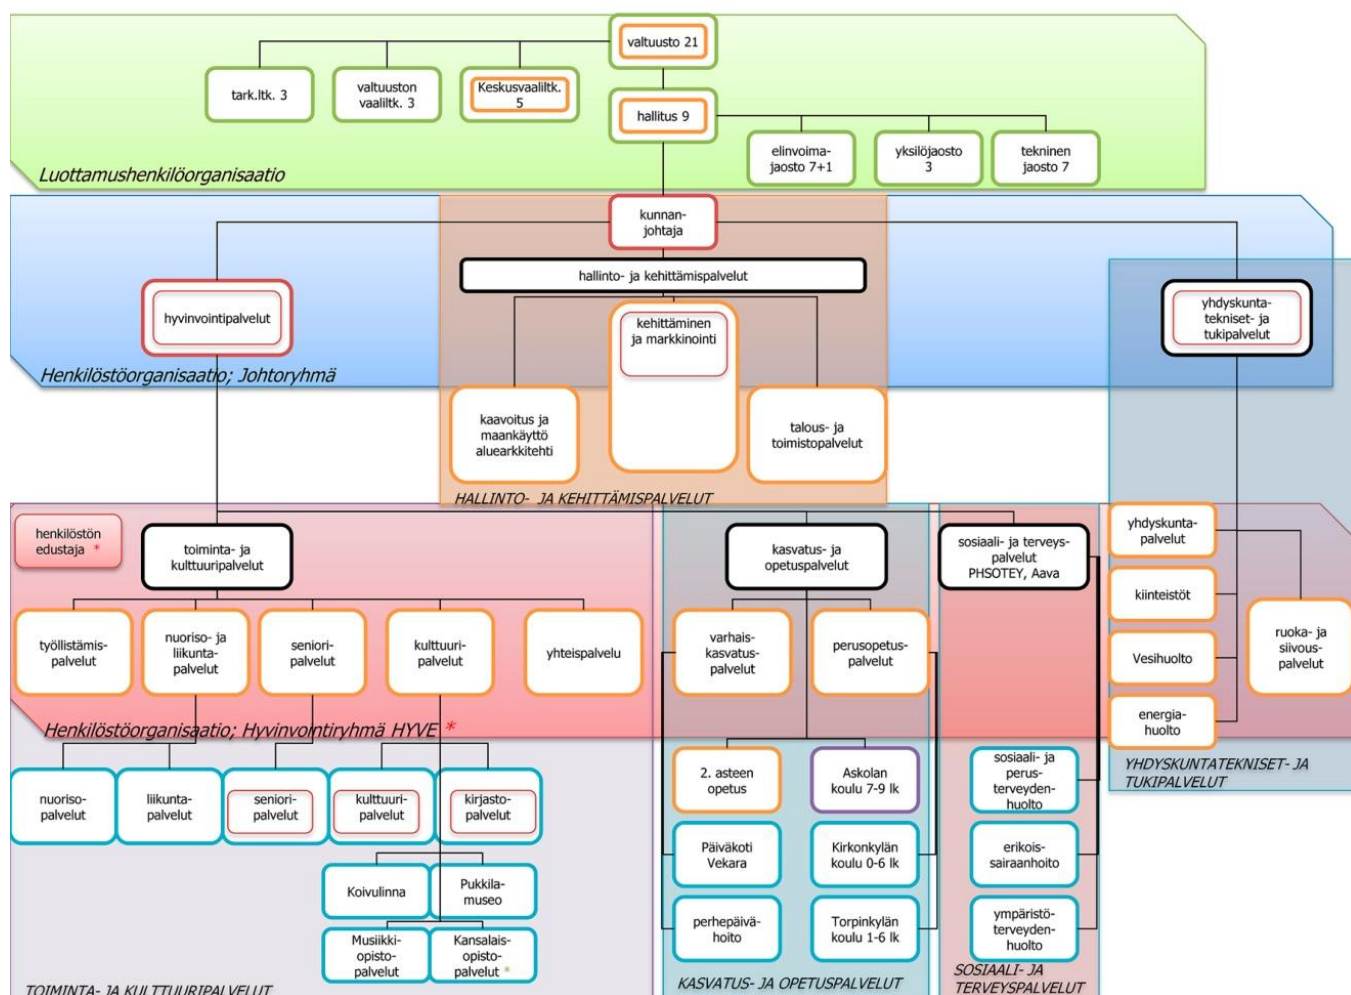 valtuusto 21
tark.ltk. 3
valtuuston
vaaliltk. 3
Keskusvaaliltk.
5
hallitus 9
elinvoima-
jaosto 7+1
yksilöjaosto
3
tekninen
jaosto 7
Luottamushenkilöorganisaatio
kunnan-
johtaja
hallinto- ja kehittämispalvelut
hyvinvointipalvelut
kehittäminen
ja markkinointi
yhdyskunta-
tekniset- ja
tukipalvelut
Henkilöstöorganisaatio; Johtoryhmä
kaavoitus ja
maankäyttö
aluearkkitehti
talous- ja
toimistopalvelut
HALLINTO- JA KEHITTÄMISPALVELUT
henkilöstön
edustaja *
toiminta- ja
kulttuuripalvelut
kasvatus- ja
opetuspalvelut
sosiaali- ja terveys-
palvelut
PHSOTEY, Aava
yhdyskunta-
palvelut
kiinteistöt
työllistämis-
palvelut
nuoriso- ja
liikunta-
palvelut
seniori-
palvelut
kulttuuri-
palvelut
yhteispalvelu
varhais-
kasvatus-
palvelut
perusopetus-
palvelut
Vesihuolto
ruoka- ja
siivous-
palvelut
energia-
huolto
Henkilöstöorganisaatio; Hyvinvointiryhmä HYVE *
YHDYSKUNTATEKNISET- JA
TUKIPALVELUT
nuoriso-
palvelut
liikunta-
palvelut
seniori-
palvelut
kulttuuri-
palvelut
kirjasto-
palvelut
2. asteen
opetus
Askolan
koulu 7-9 lk
sosiaali- ja
perus-
terveyden-
huolto
Koivulinna
Pukkila-
museo
Päiväkoti
Vekara
Kirkonkylän
koulu 0-6 lk
erikois-
sairaanhoito
Musiikki-
opisto-
palvelut
Kansalais-
opisto-
palvelut *
perhepäivä-
hoito
Torpinkylän
koulu 1-6 lk
ympäristö-
terveyden-
huolto
TOIMINTA- JA KULTTUURIPALVELUT
KASVATUS- JA OPETUSPALVELUT
SOSIAALI- JA
TERVEYSPALVELUT